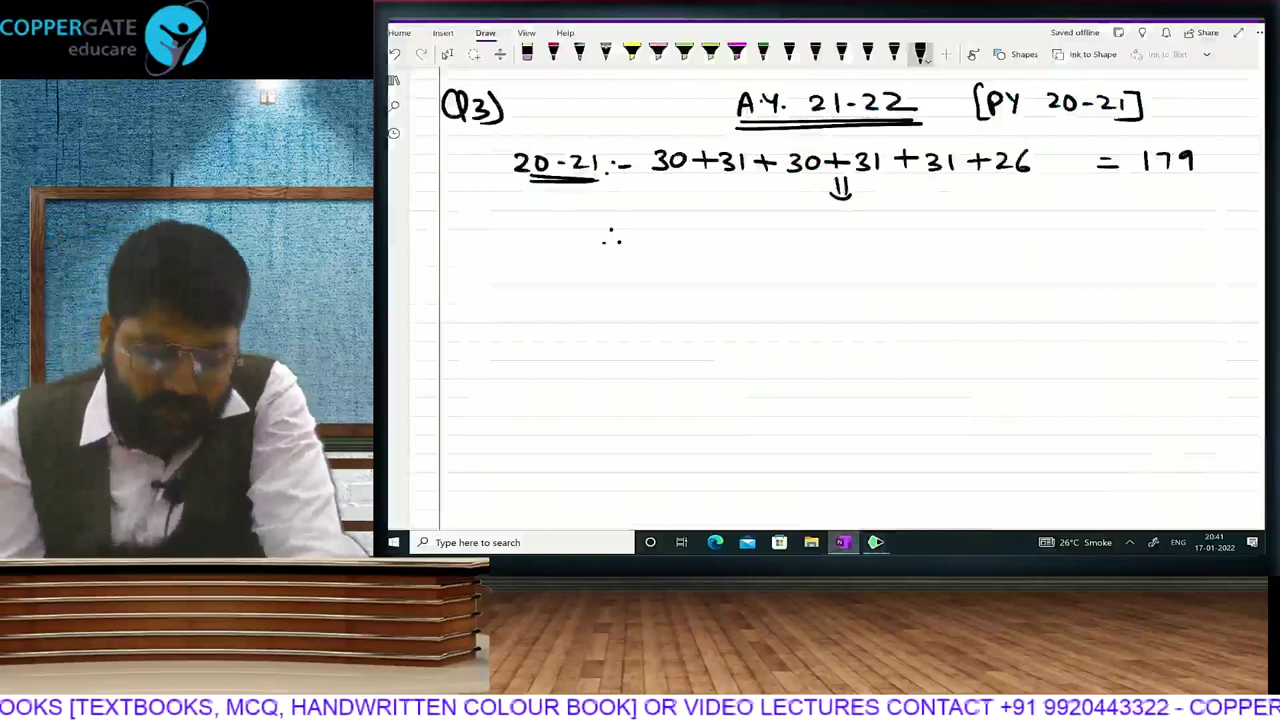 COPPERGATE
educare
Home Insert Draw View Help
Saved offline
Share
Shapes
Ink to Shape
Ink to Text
Q3) A.Y. 21-22 [PY 20-21]
20-21:- 30+31+30+31+31+26 = 179
⇓
∴
Type here to search
26°C Smoke
ENG
20:41
17-01-2022
OOKS [TEXTBOOKS, MCQ, HANDWRITTEN COLOUR BOOK] OR VIDEO LECTURES CONTACT +91 9920443322 - COPPER